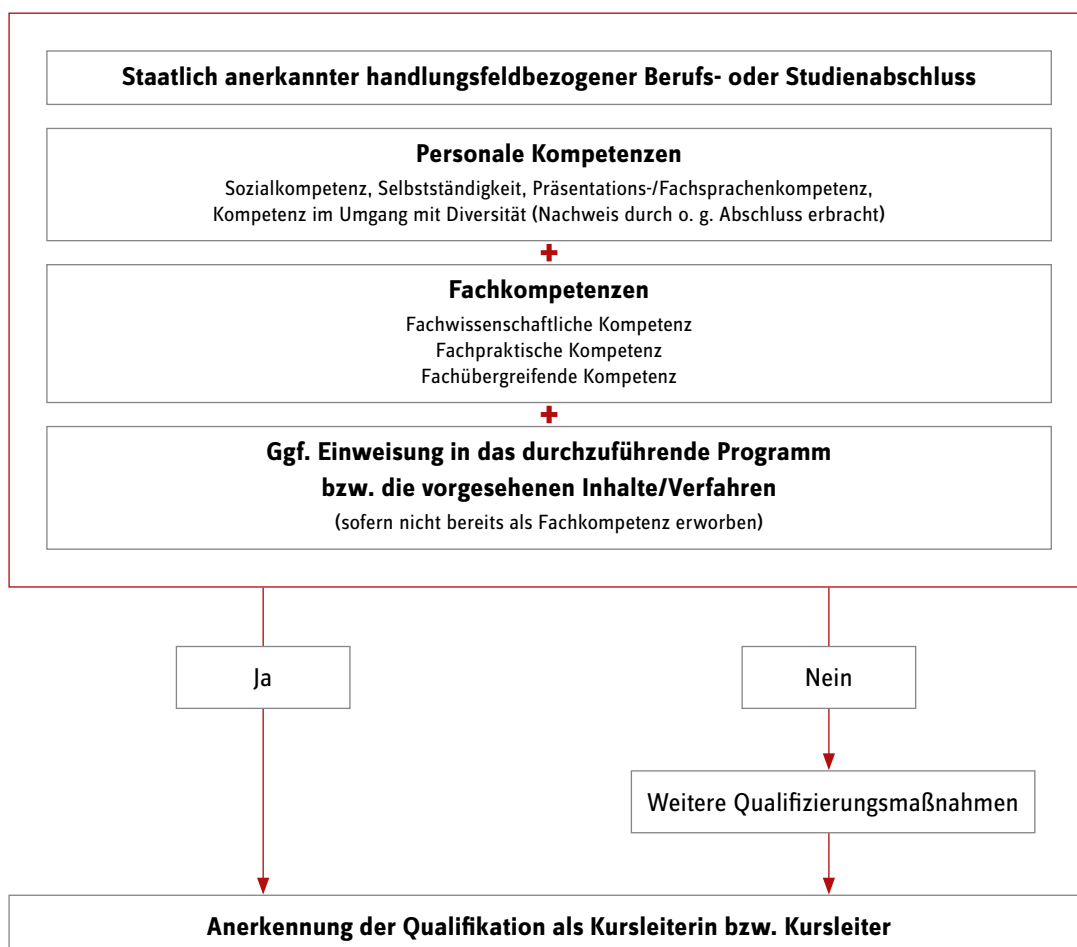 Staatlich anerkannter handlungsfeldbezogener Berufs- oder Studienabschluss
Personale Kompetenzen
Sozialkompetenz, Selbstständigkeit, Präsentations-/Fachsprachenkompetenz,
Kompetenz im Umgang mit Diversität (Nachweis durch o. g. Abschluss erbracht)
+
Fachkompetenzen
Fachwissenschaftliche Kompetenz
Fachpraktische Kompetenz
Fachübergreifende Kompetenz
+
Ggf. Einweisung in das durchzuführende Programm
bzw. die vorgesehenen Inhalte/Verfahren
(sofern nicht bereits als Fachkompetenz erworben)
Ja
Nein
Weitere Qualifizierungsmaßnahmen
Anerkennung der Qualifikation als Kursleiterin bzw. Kursleiter